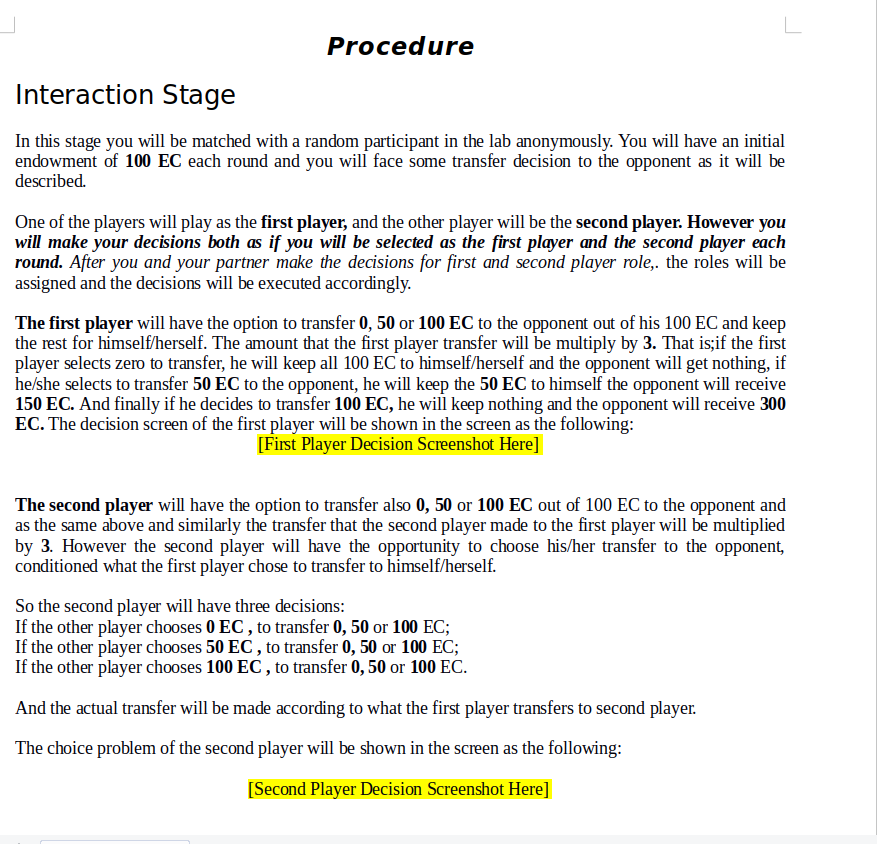 Procedure
Interaction Stage
In this stage you will be matched with a random participant in the lab anonymously. You will have an initial
endowment of 100 EC each round and you will face some transfer decision to the opponent as it will be
described.
One of the players will play as the first player, and the other player will be the second player. However you
will make your decisions both as if you will be selected as the first player and the second player each
round. After you and your partner make the decisions for first and second player role,. the roles will be
assigned and the decisions will be executed accordingly.
The first player will have the option to transfer 0, 50 or 100 EC to the opponent out of his 100 EC and keep
the rest for himself/herself. The amount that the first player transfer will be multiply by 3. That is;if the first
player selects zero to transfer, he will keep all 100 EC to himself/herself and the opponent will get nothing, if
he/she selects to transfer 50 EC to the opponent, he will keep the 50 EC to himself the opponent will receive
150 EC. And finally if he decides to transfer 100 EC, he will keep nothing and the opponent will receive 300
EC. The decision screen of the first player will be shown in the screen as the following:
[First Player Decision Screenshot Here]
The second player will have the option to transfer also 0, 50 or 100 EC out of 100 EC to the opponent and
as the same above and similarly the transfer that the second player made to the first player will be multiplied
by 3. However the second player will have the opportunity to choose his/her transfer to the opponent,
conditioned what the first player chose to transfer to himself/herself.
So the second player will have three decisions:
If the other player chooses 0 EC , to transfer 0, 50 or 100 EC;
If the other player chooses 50 EC , to transfer 0, 50 or 100 EC;
If the other player chooses 100 EC , to transfer 0, 50 or 100 EC.
And the actual transfer will be made according to what the first player transfers to second player.
The choice problem of the second player will be shown in the screen as the following:
[Second Player Decision Screenshot Here]